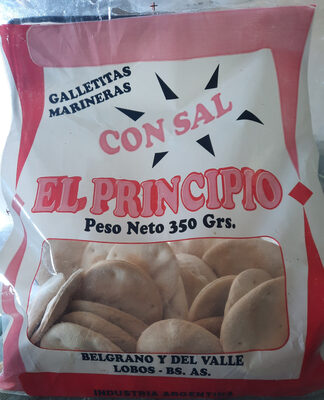 GALLETITAS
MARINERAS
CON SAL
EL PRINCIPIO
Peso Neto 350 Grs.
BELGRANO Y DEL VALLE
LOBOS - BS. AS.
INDUSTRIA ARGENTINA